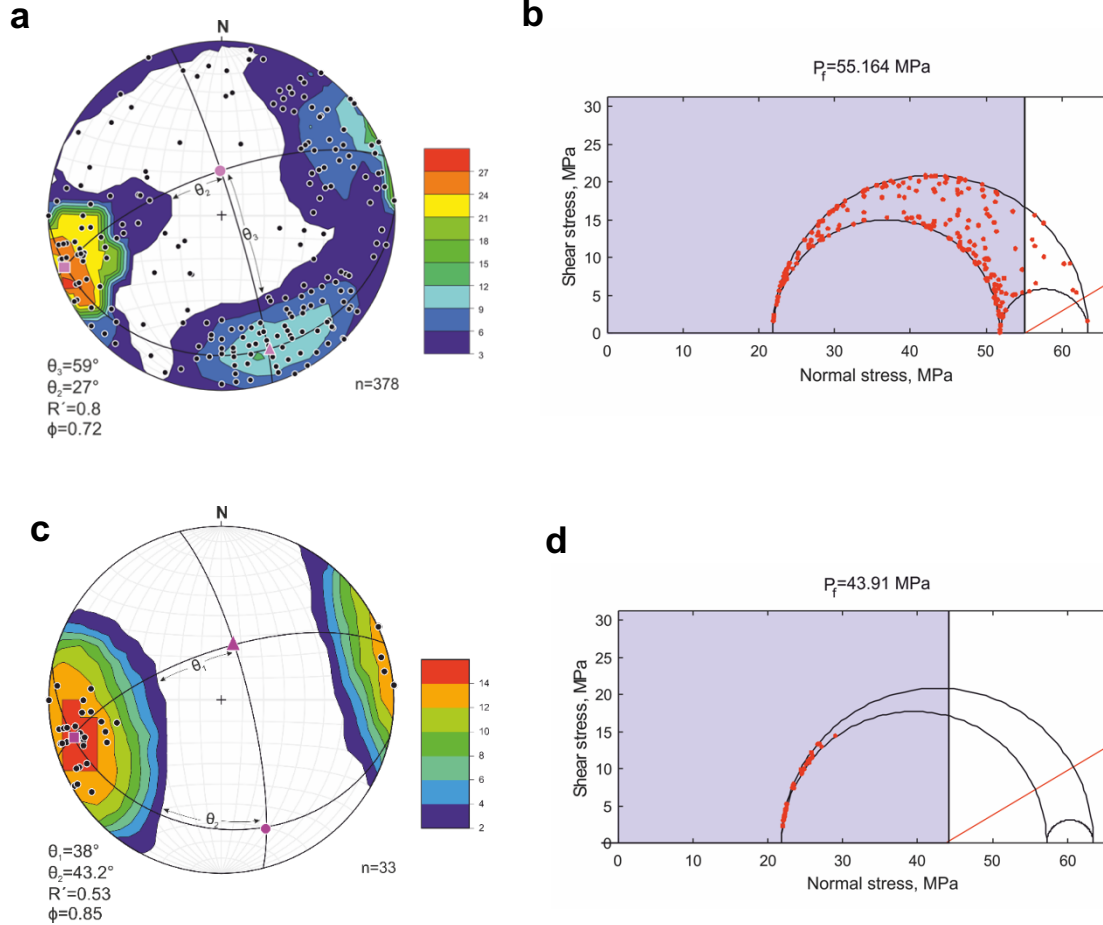 a
N
θ2
θ3
27
24
21
18
15
12
9
6
3
θ3=59°
θ2=27°
R´=0.8
ϕ=0.72
n=378
b
Pf=55.164 MPa
30
25
20
15
10
5
0
Shear stress, MPa
0 10 20 30 40 50 60
Normal stress, MPa
c
N
θ1
θ2
14
12
10
8
6
4
2
θ1=38°
θ2=43.2°
R´=0.53
ϕ=0.85
n=33
d
Pf=43.91 MPa
30
25
20
15
10
5
0
Shear stress, MPa
0 10 20 30 40 50 60
Normal stress, MPa